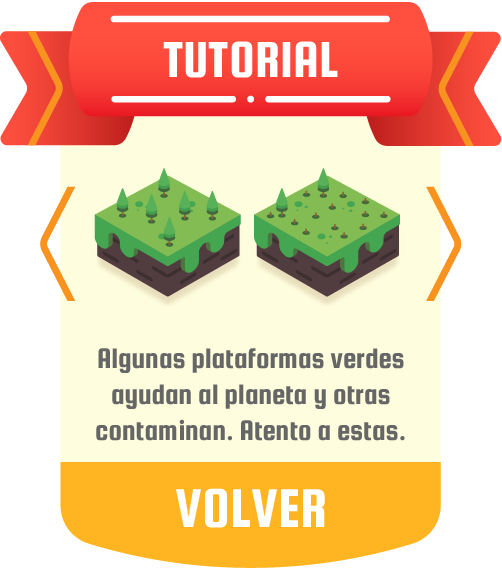 TUTORIAL
Algunas plataformas verdes
ayudan al planeta y otras
contaminan. Atento a estas.
VOLVER